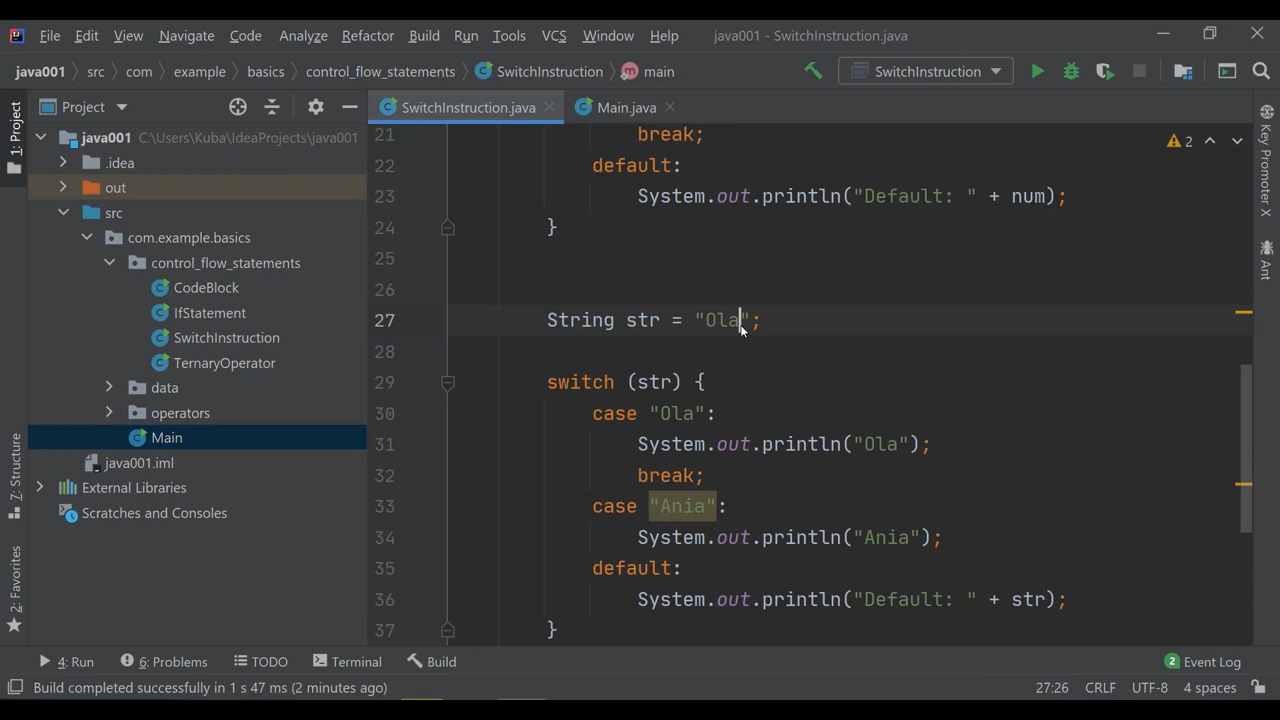 File Edit View Navigate Code Analyze Refactor Build Run Tools VCS Window Help java001 - SwitchInstruction.java
java001 src com example basics control_flow_statements SwitchInstruction main SwitchInstruction
1: Project
7: Structure
2: Favorites
Project
java001 C:\Users\Kuba\IdeaProjects\java001
.idea
out
src
com.example.basics
control_flow_statements
CodeBlock
IfStatement
SwitchInstruction
TernaryOperator
data
operators
Main
java001.iml
External Libraries
Scratches and Consoles
SwitchInstruction.java Main.java
2
21 break;
22 default:
23 System.out.println("Default: " + num);
24 }
25
26
27 String str = "Ola";
28
29 switch (str) {
30 case "Ola":
31 System.out.println("Ola");
32 break;
33 case "Ania":
34 System.out.println("Ania");
35 default:
36 System.out.println("Default: " + str);
37 }
Key Promoter X
Ant
4: Run 6: Problems TODO Terminal Build 2 Event Log
Build completed successfully in 1 s 47 ms (2 minutes ago) 27:26 CRLF UTF-8 4 spaces